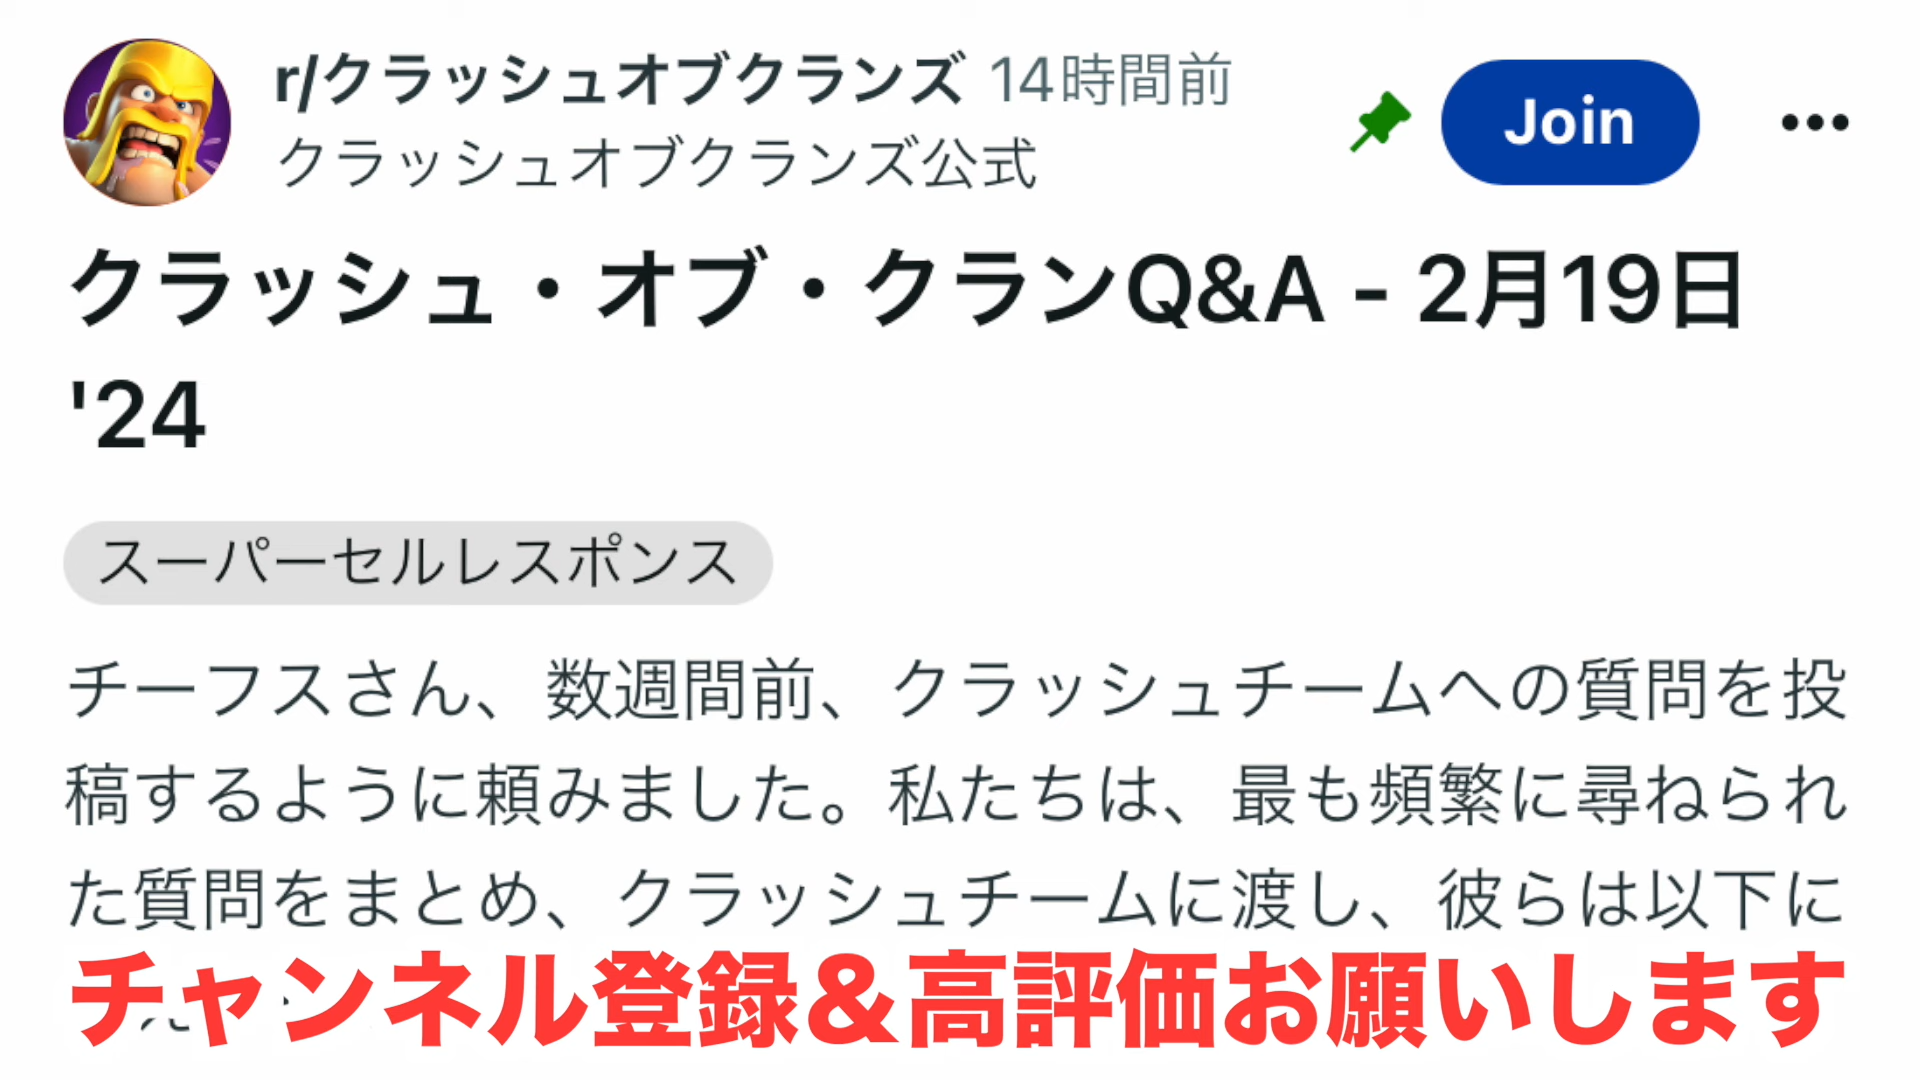 r/クラッシュオブクランズ 14時間前
クラッシュオブクランズ公式
Join
クラッシュ・オブ・クランQ&A - 2月19日
'24
スーパーセルレスポンス
チーフスさん、数週間前、クラッシュチームへの質問を投
稿するように頼みました。私たちは、最も頻繁に尋ねられ
た質問をまとめ、クラッシュチームに渡し、彼らは以下に
チャンネル登録&高評価お願いします